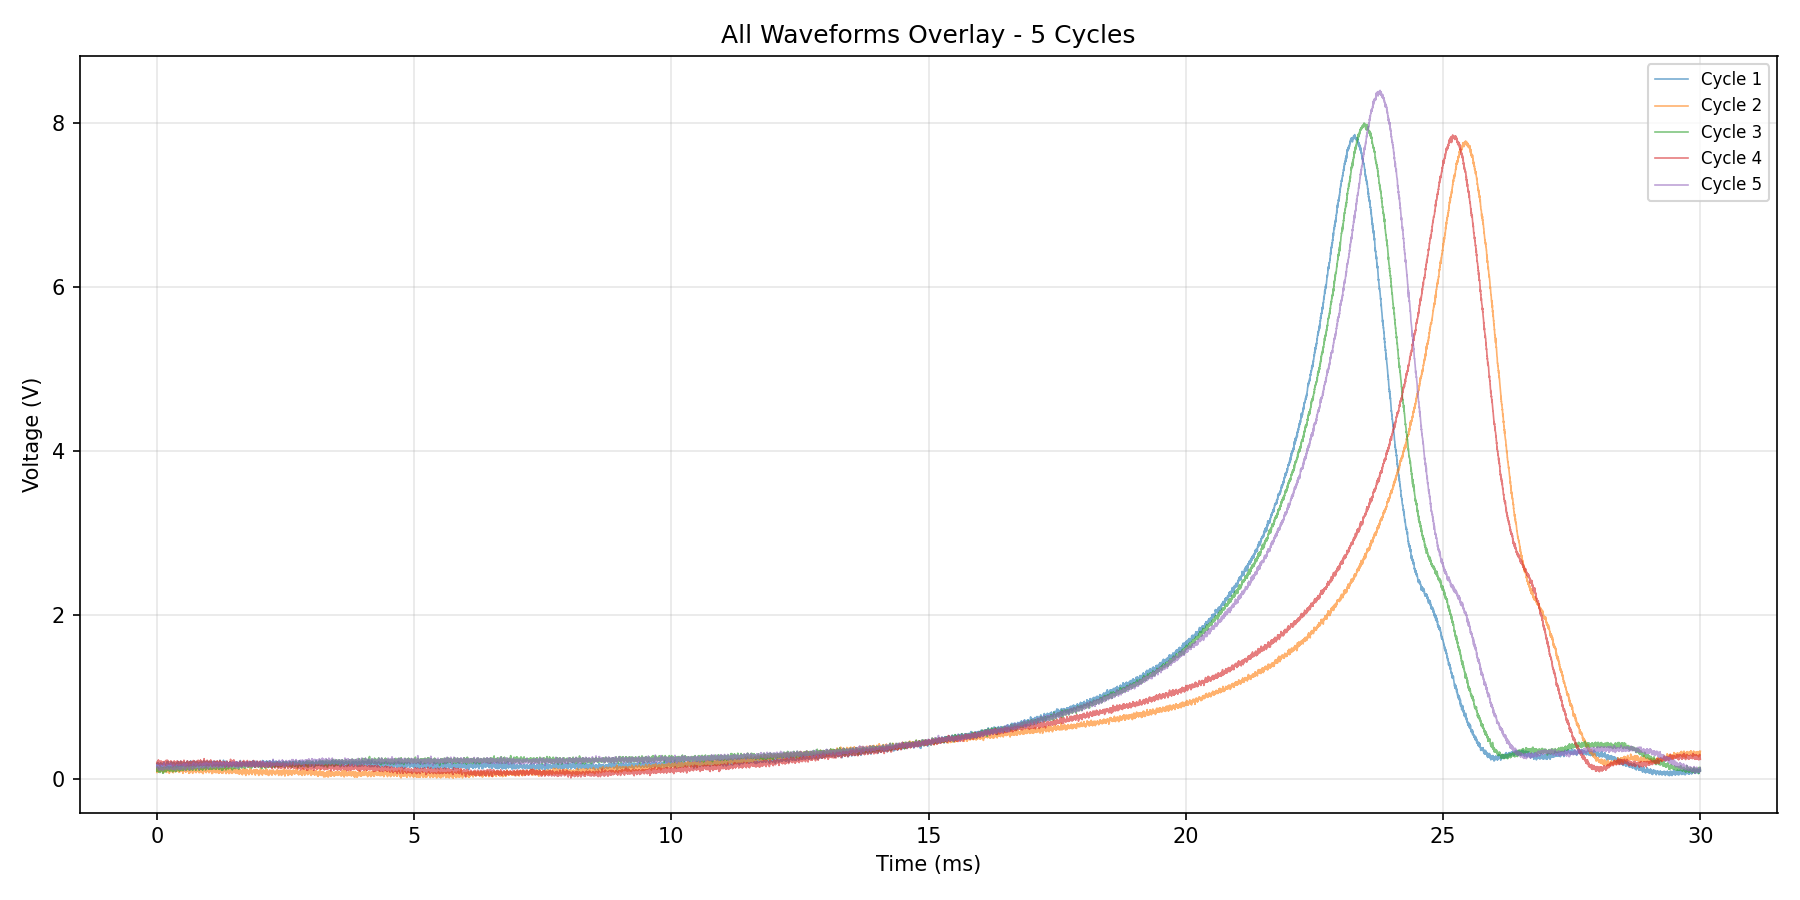 All Waveforms Overlay - 5 Cycles
Cycle 1
Cycle 2
Cycle 3
Cycle 4
Cycle 5
8
6
4
2
0
Voltage (V)
0 5 10 15 20 25 30
Time (ms)